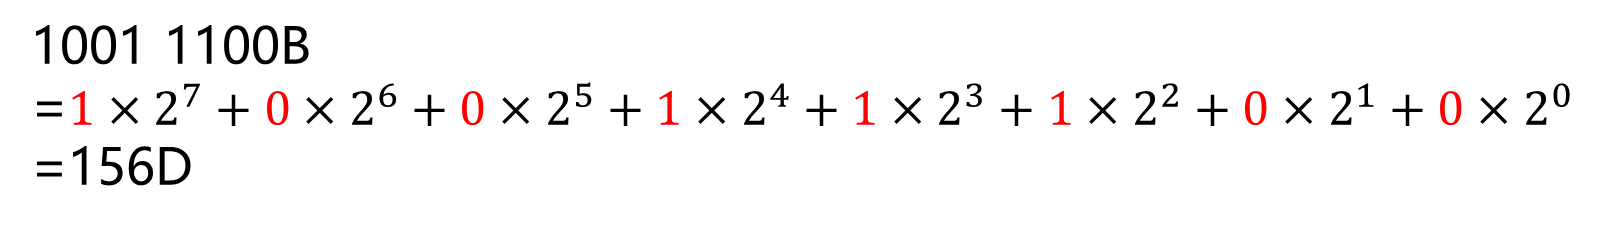 1001 1100B
=1 × 2⁷ + 0 × 2⁶ + 0 × 2⁵ + 1 × 2⁴ + 1 × 2³ + 1 × 2² + 0 × 2¹ + 0 × 2⁰
=156D